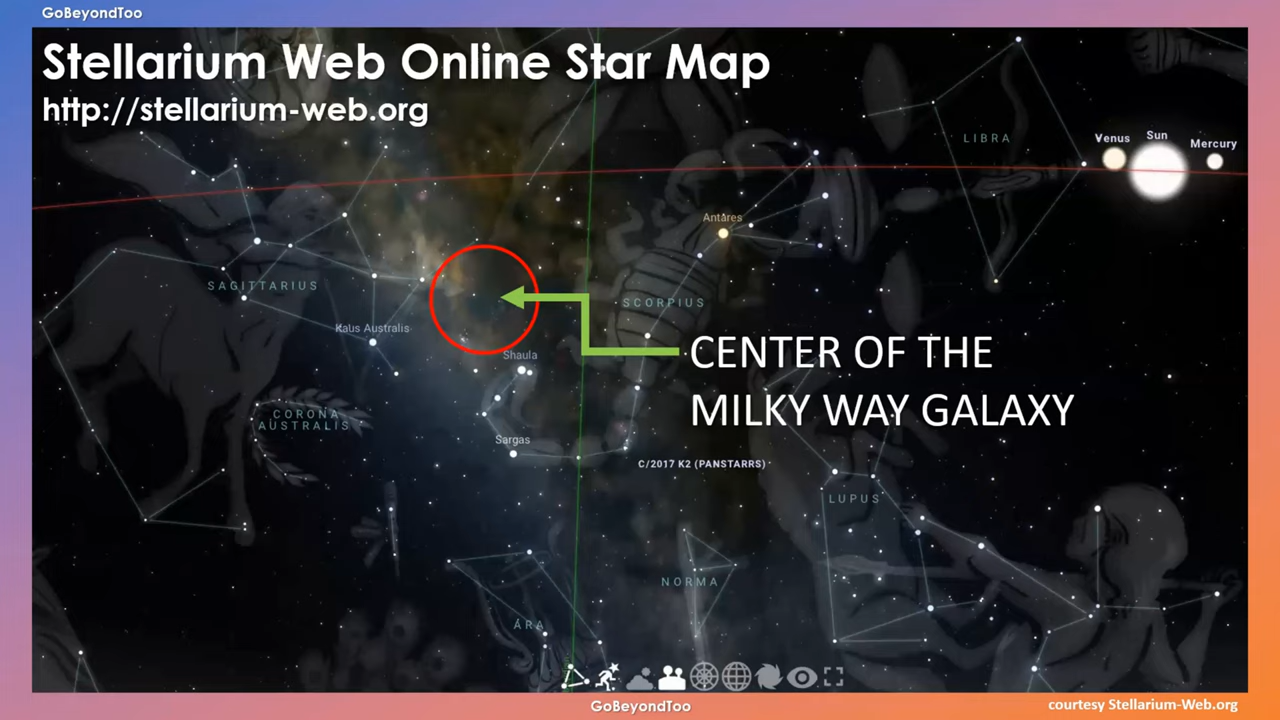 GoBeyondToo
Stellarium Web Online Star Map
http://stellarium-web.org
LIBRA
Venus
Sun
Mercury
Antares
SAGITTARIUS
SCORPIUS
Kaus Australis
Shaula
CENTER OF THE
MILKY WAY GALAXY
CORONA
AUSTRALIS
Sargas
C/2017 K2 (PANSTARRS)
LUPUS
NORMA
ARA
GoBeyondToo
courtesy Stellarium-Web.org